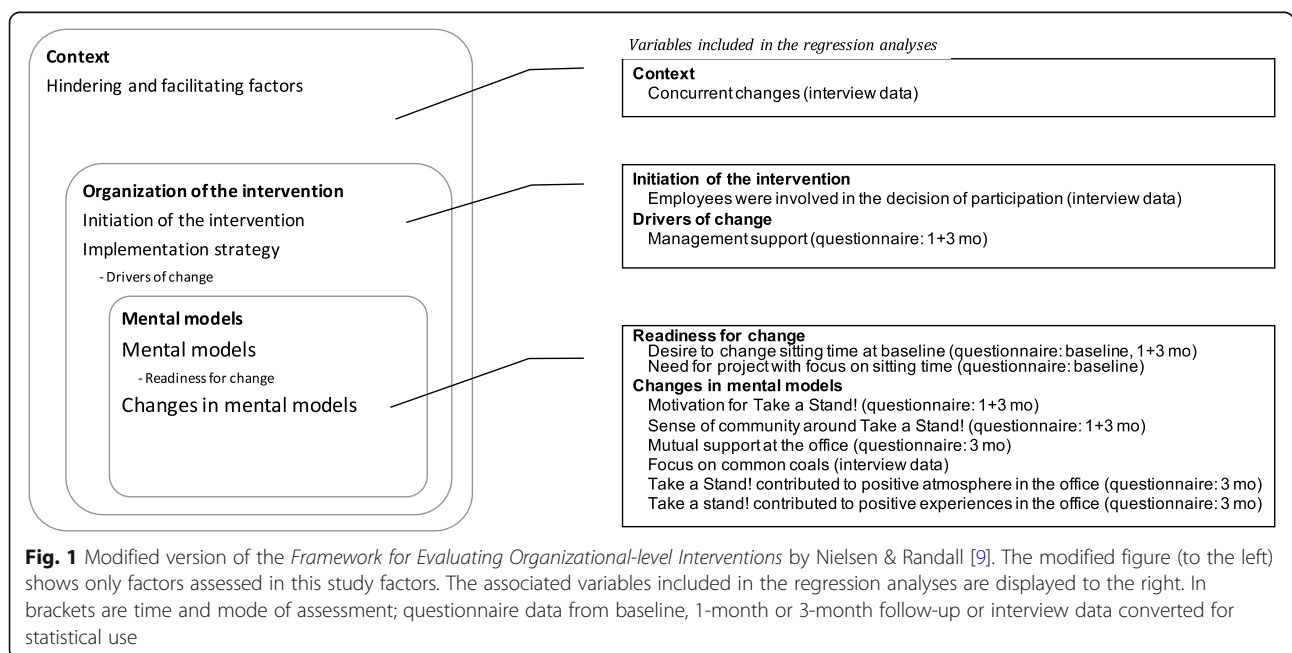 Context
Hindering and facilitating factors
Organization of the intervention
Initiation of the intervention
Implementation strategy
- Drivers of change
Mental models
Mental models
- Readiness for change
Changes in mental models
Variables included in the regression analyses
Context
Concurrent changes (interview data)
Initiation of the intervention
Employees were involved in the decision of participation (interview data)
Drivers of change
Management support (questionnaire: 1+3 mo)
Readiness for change
Desire to change sitting time at baseline (questionnaire: baseline, 1+3 mo)
Need for project with focus on sitting time (questionnaire: baseline)
Changes in mental models
Motivation for Take a Stand! (questionnaire: 1+3 mo)
Sense of community around Take a Stand! (questionnaire: 1+3 mo)
Mutual support at the office (questionnaire: 3 mo)
Focus on common coals (interview data)
Take a Stand! contributed to positive atmosphere in the office (questionnaire: 3 mo)
Take a stand! contributed to positive experiences in the office (questionnaire: 3 mo)
Fig. 1 Modified version of the Framework for Evaluating Organizational-level Interventions by Nielsen & Randall [9]. The modified figure (to the left)
shows only factors assessed in this study factors. The associated variables included in the regression analyses are displayed to the right. In
brackets are time and mode of assessment; questionnaire data from baseline, 1-month or 3-month follow-up or interview data converted for
statistical use